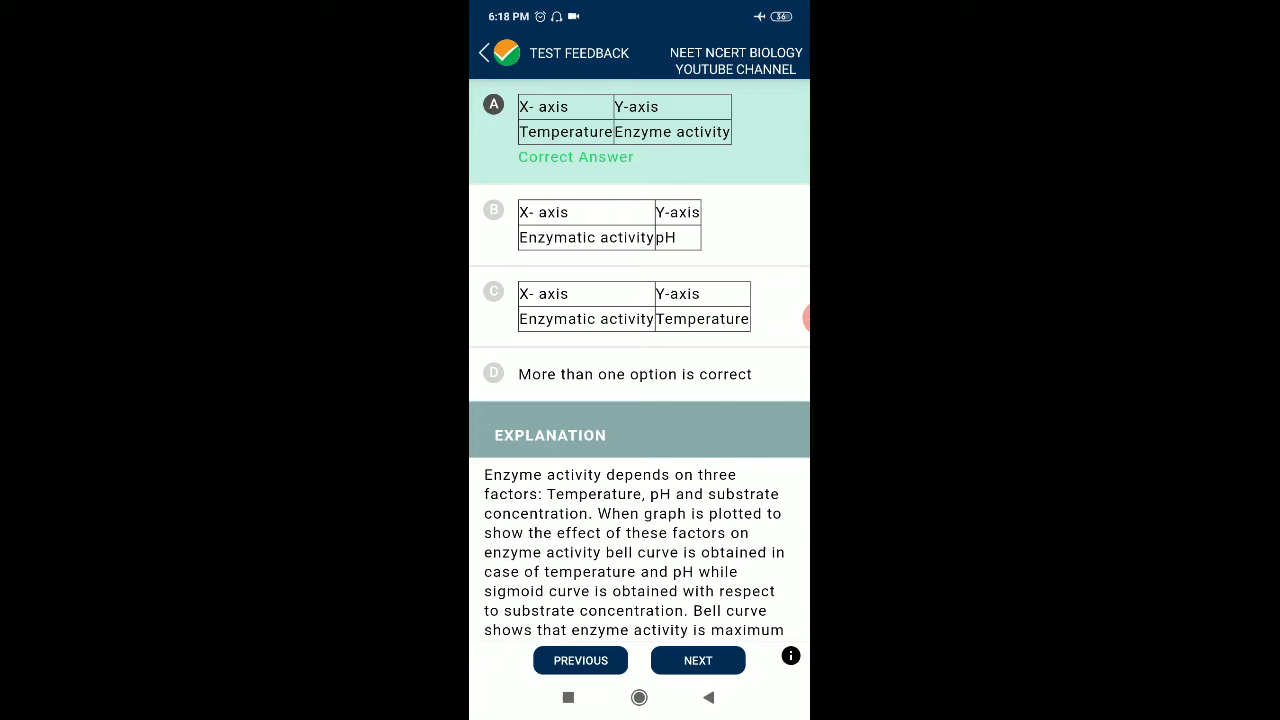 6:18 PM
36
TEST FEEDBACK
NEET NCERT BIOLOGY
YOUTUBE CHANNEL
A
X- axis Y-axis
Temperature Enzyme activity
Correct Answer
B
X- axis Y-axis
Enzymatic activity pH
C
X- axis Y-axis
Enzymatic activity Temperature
D More than one option is correct
EXPLANATION
Enzyme activity depends on three
factors: Temperature, pH and substrate
concentration. When graph is plotted to
show the effect of these factors on
enzyme activity bell curve is obtained in
case of temperature and pH while
sigmoid curve is obtained with respect
to substrate concentration. Bell curve
shows that enzyme activity is maximum
PREVIOUS NEXT